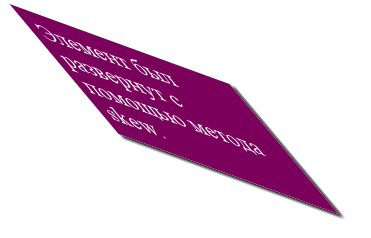 Элемент был
развернут с
помощью метода
skew .